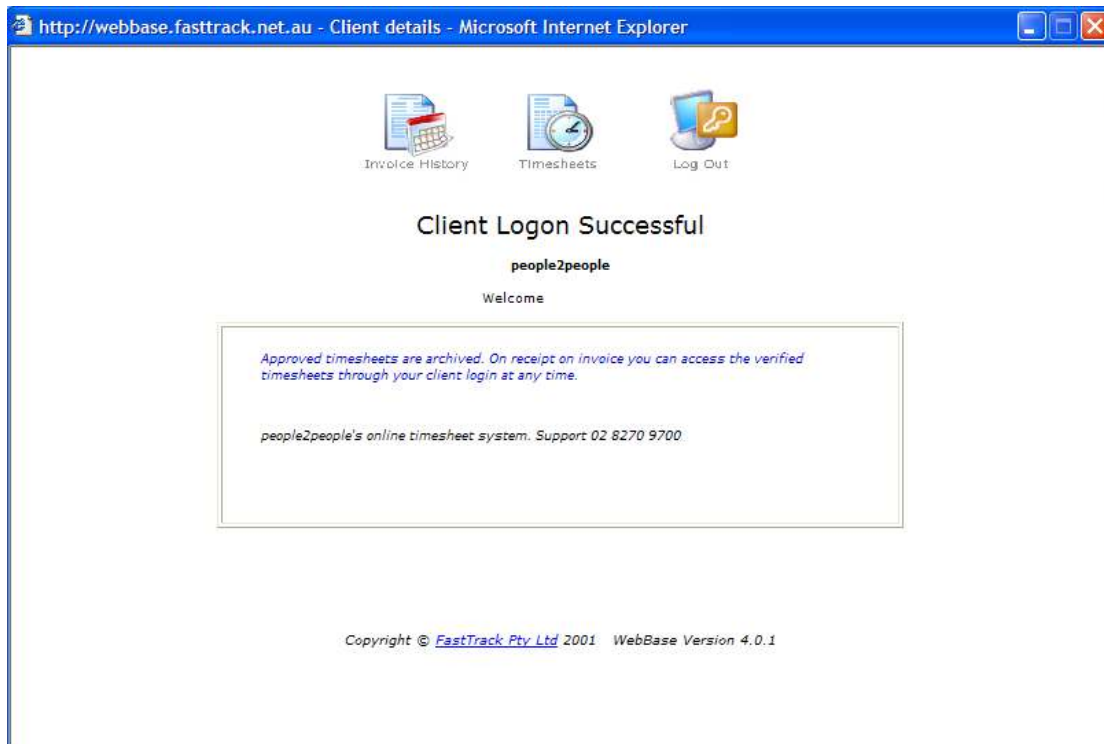 http://webbase.fasttrack.net.au - Client details - Microsoft Internet Explorer
Invoice History Timesheets Log Out
Client Logon Successful
people2people
Welcome
Approved timesheets are archived. On receipt on invoice you can access the verified
timesheets through your client login at any time.
people2people's online timesheet system. Support 02 8270 9700
Copyright © FastTrack Pty Ltd 2001 WebBase Version 4.0.1